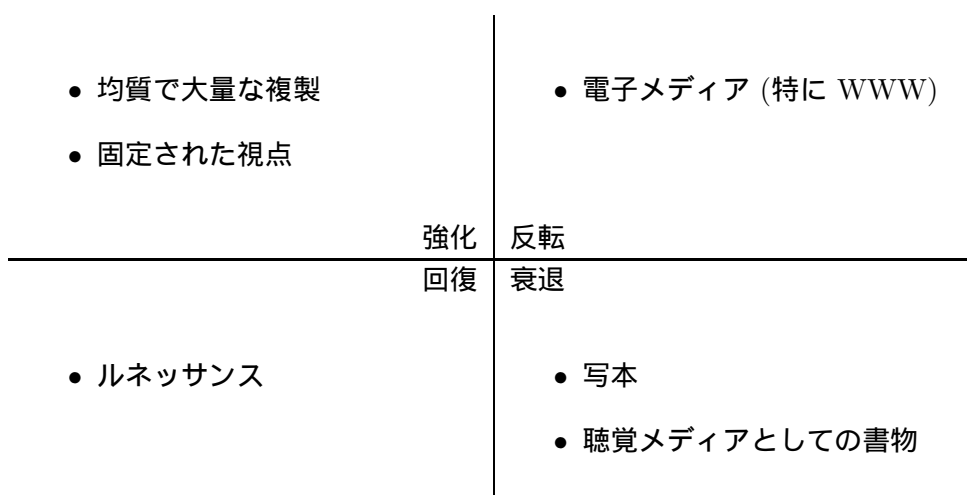 • 均質で大量な複製
• 固定された視点
• 電子メディア (特に WWW)
強化
反転
回復
衰退
• ルネッサンス
• 写本
• 聴覚メディアとしての書物